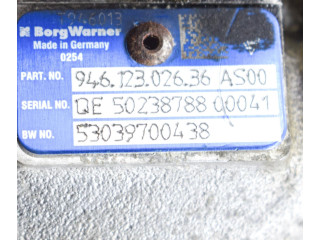 BorgWarner
Made in Germany
0254
PART. NO. 946.123.026.36 AS00
SERIAL NO. QE 50238788 00041
BW NO. 53039700438